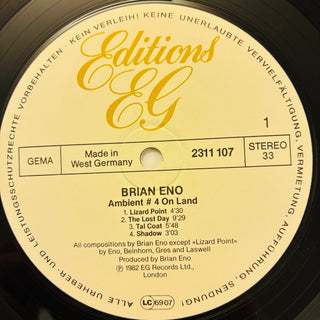 ALLE URHEBER- UND LEISTUNGSSCHUTZRECHTE VORBEHALTEN · KEIN VERLEIH! KEINE UNERLAUBTE VERVIELFÄLTIGUNG, VERMIETUNG, AUFFÜHRUNG, SENDUNG!
Editions
EG
1
GEMA
Made in
West Germany
2311 107
STEREO
33
BRIAN ENO
Ambient # 4 On Land
1. Lizard Point 4'30
2. The Lost Day 9'29
3. Tal Coat 5'48
4. Shadow 3'03
All compositions by Brian Eno except »Lizard Point«
by Eno, Beinhorn, Gres and Laswell
Produced by Brian Eno
℗ 1982 EG Records Ltd.,
London
LC 6907